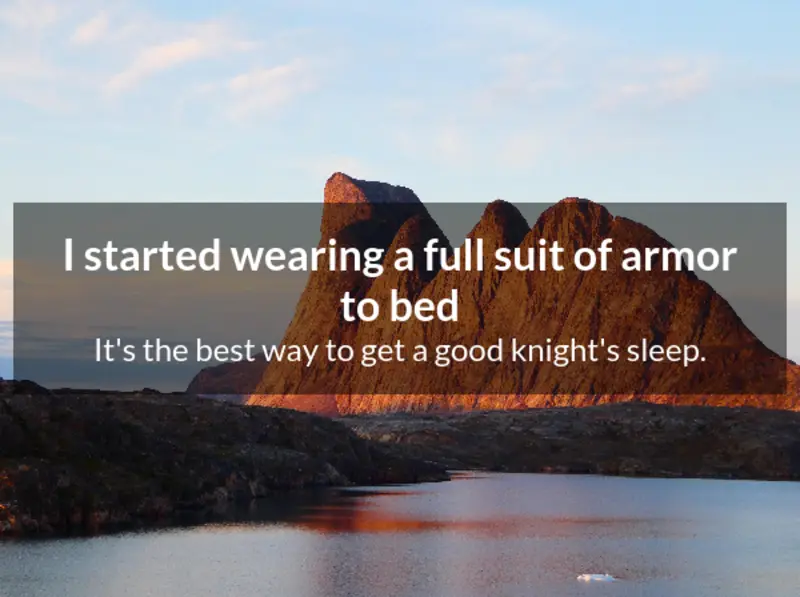 I started wearing a full suit of armor
to bed
It's the best way to get a good knight's sleep.